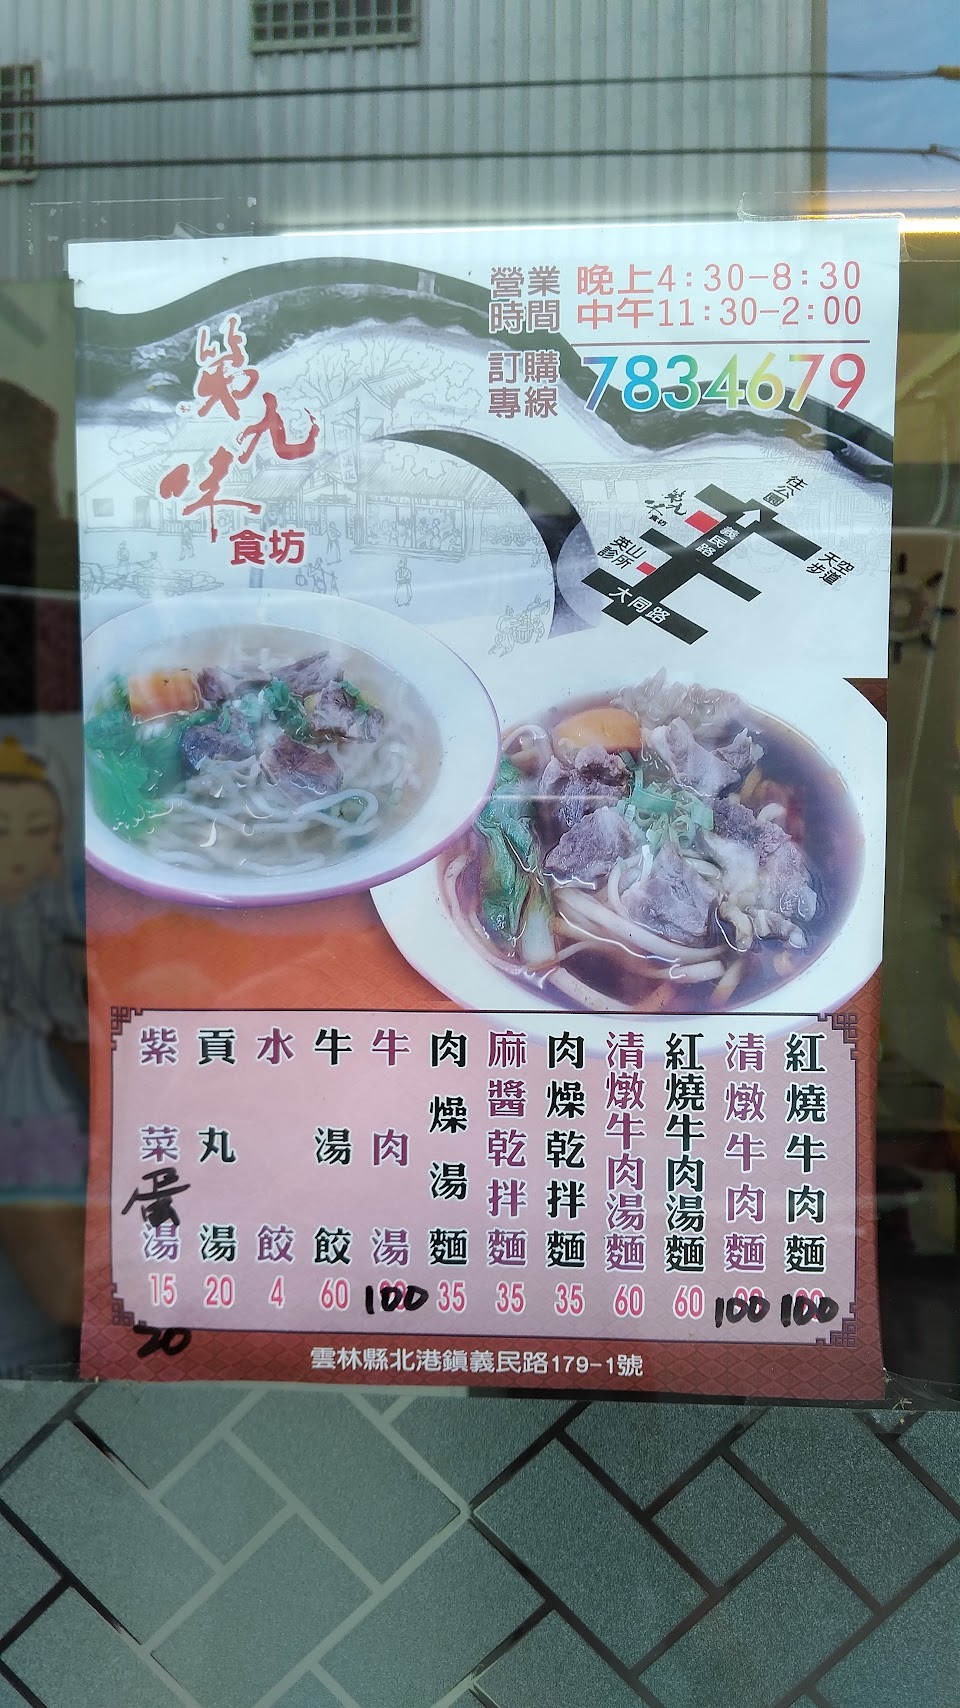 營業時間
晚上4:30-8:30
中午11:30-2:00
訂購專線
7834679
第九味
食坊
往公園
第九味
食坊
義民路
英山診所
天空步道
大同路
紅燒牛肉麵 100
清燉牛肉麵 100
紅燒牛肉湯麵 60
清燉牛肉湯麵 60
肉燥乾拌麵 35
麻醬乾拌麵 35
肉燥湯麵 35
牛肉湯 100
牛湯餃 60
水餃 4
貢丸湯 20
紫菜蛋湯 15 20
雲林縣北港鎮義民路179-1號